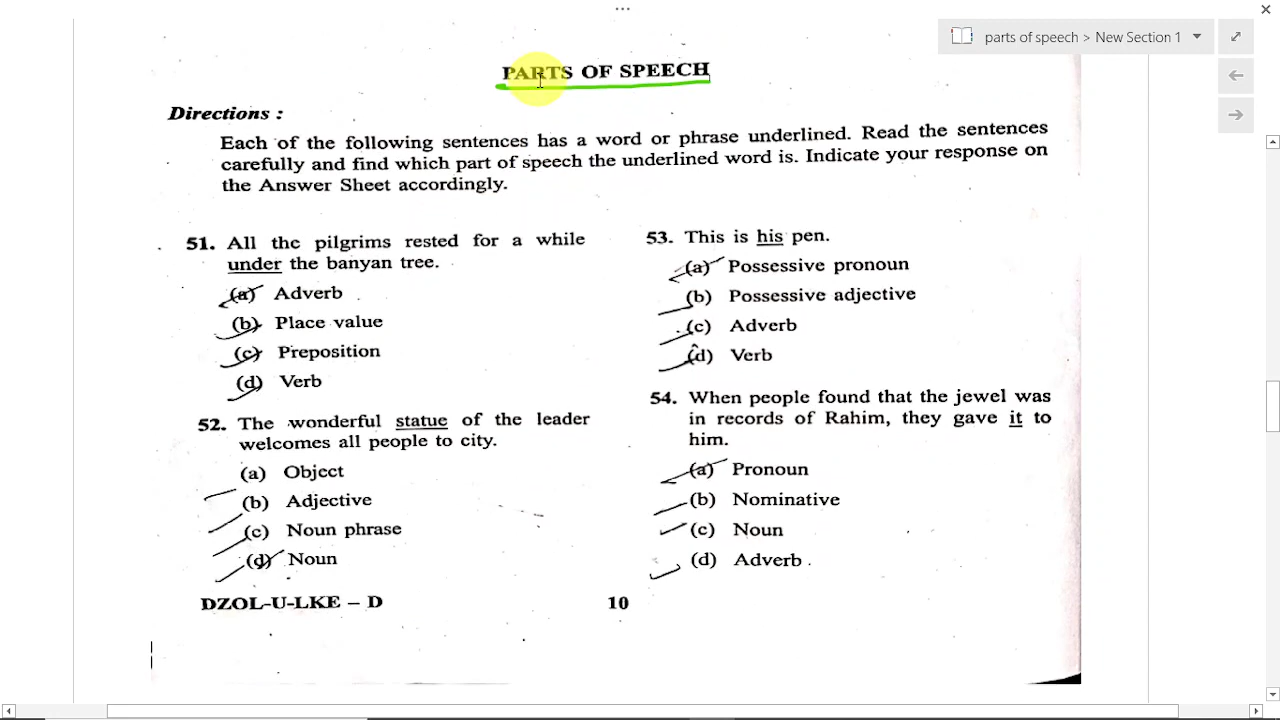 parts of speech > New Section 1
PARTS OF SPEECH
Directions :
Each of the following sentences has a word or phrase underlined. Read the sentences
carefully and find which part of speech the underlined word is. Indicate your response on
the Answer Sheet accordingly.
51. All the pilgrims rested for a while
under the banyan tree.
(a) Adverb
(b) Place value
(c) Preposition
(d) Verb
52. The wonderful statue of the leader
welcomes all people to city.
(a) Object
(b) Adjective
(c) Noun phrase
(d) Noun
53. This is his pen.
(a) Possessive pronoun
(b) Possessive adjective
(c) Adverb
(d) Verb
54. When people found that the jewel was
in records of Rahim, they gave it to
him.
(a) Pronoun
(b) Nominative
(c) Noun
(d) Adverb
DZOL-U-LKE – D
10